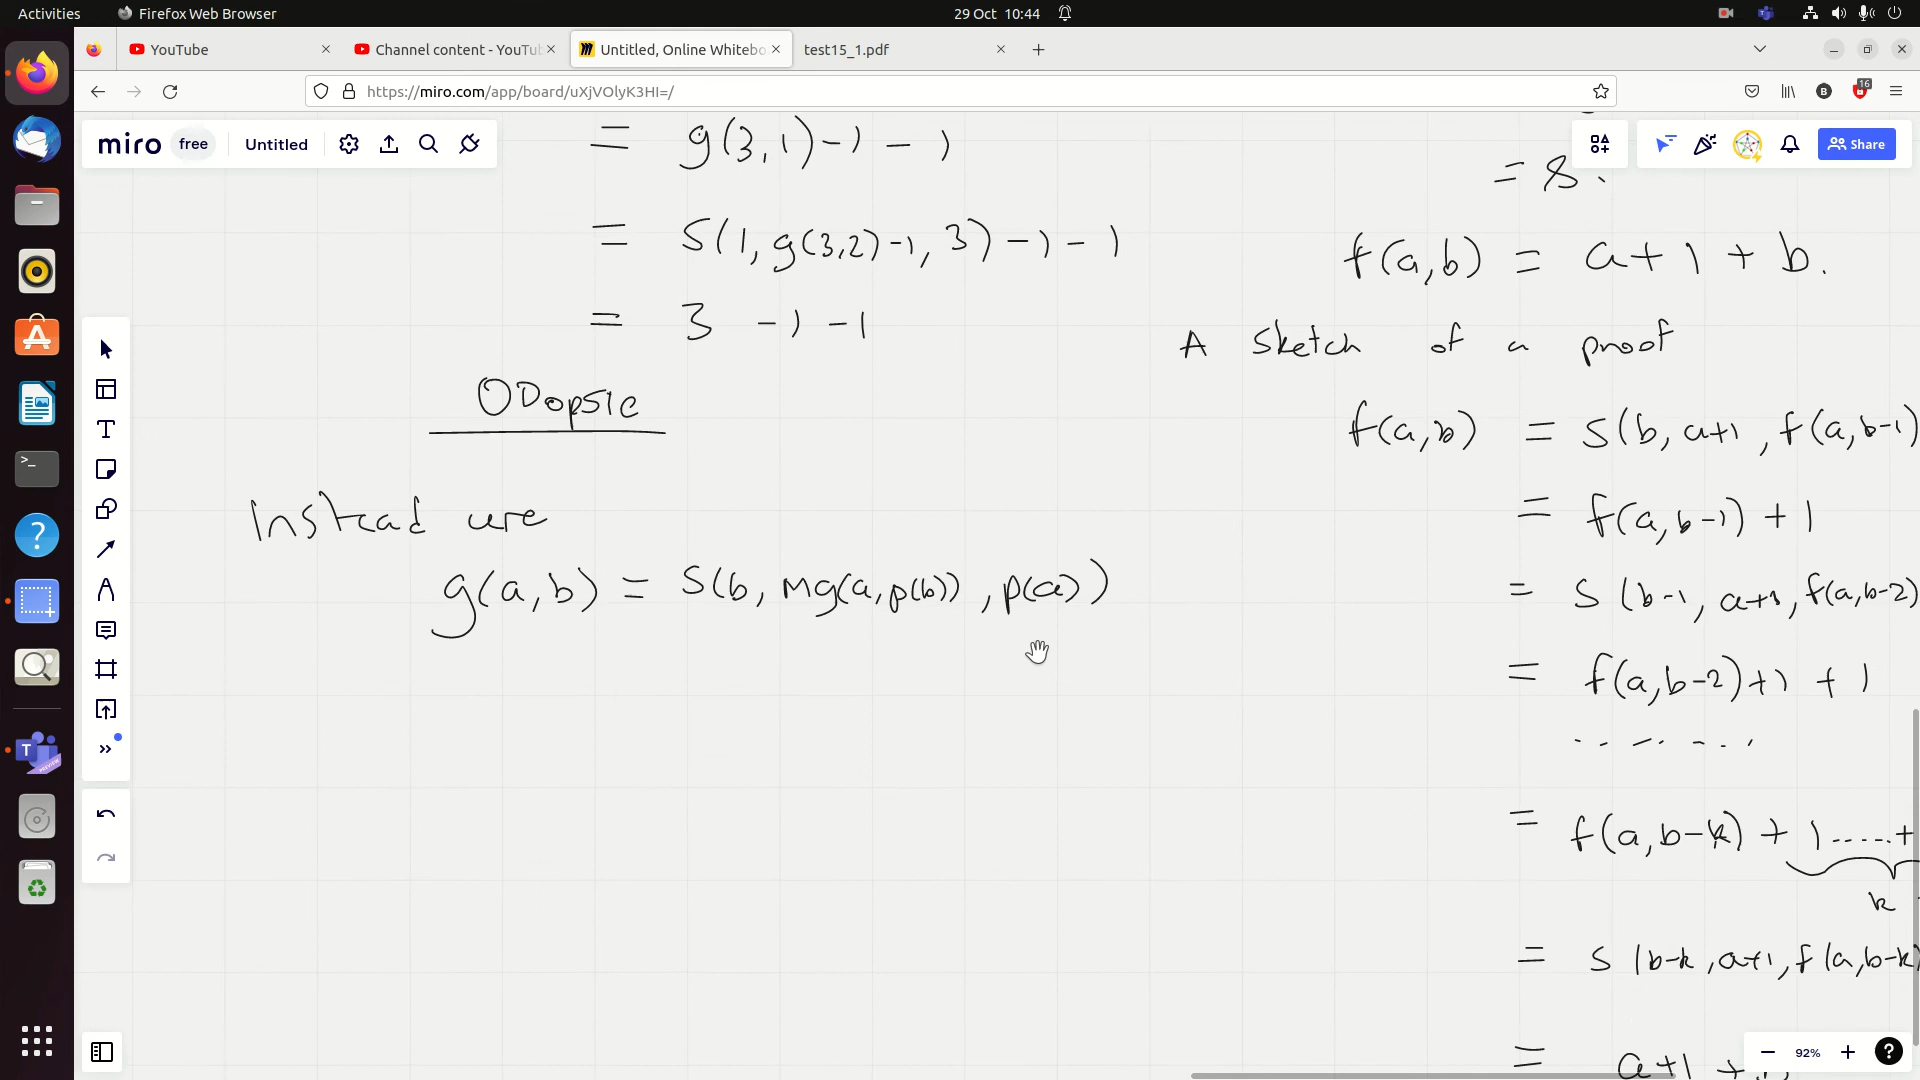 Activities Firefox Web Browser 29 Oct 10:44
YouTube Channel content - YouTu Untitled, Online Whitebo test15_1.pdf
https://miro.com/app/board/uXjVOlyK3HI=/ 16
miro free Untitled Share
= g(3,1)-1 - 1
= S(1, g(3,2)-1, 3) -1 - 1
= 3 -1 -1
ODopsie
Instead use
g(a,b) = S(b, Mg(a,p(b)), p(a))
= 8.
f(a,b) = a+1 + b.
A sketch of a proof
f(a,b) = S(b, a+1, f(a,b-1)
= f(a,b-1) + 1
= S(b-1, a+1, f(a,b-2)
= f(a,b-2)+1 + 1
.......
= f(a,b-k) + 1.....+
k
= S(b-k, a+1, f(a,b-k)
= a+1 +
92%